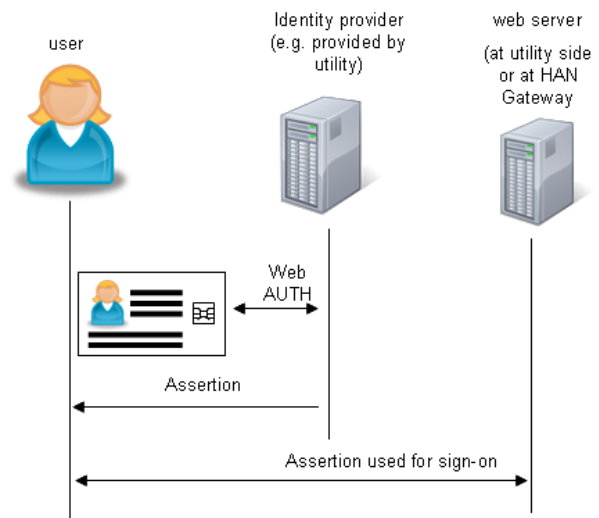 user
Identity provider
(e.g. provided by
utility)
web server
(at utility side
or at HAN
Gateway
Web
AUTH
Assertion
Assertion used for sign-on